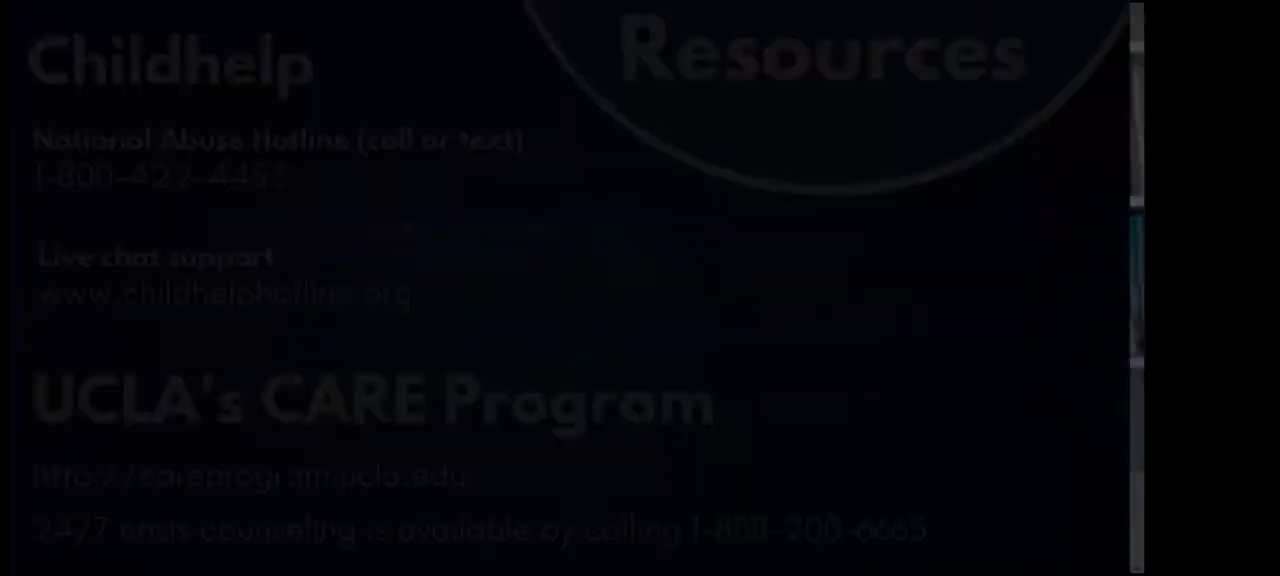 Resources
Childhelp
National Abuse Hotline (call or text)
1-800-422-4453
Live chat support
www.childhelphotline.org
UCLA's CARE Program
http://careprogram.ucla.edu
24/7 crisis counseling is available by calling